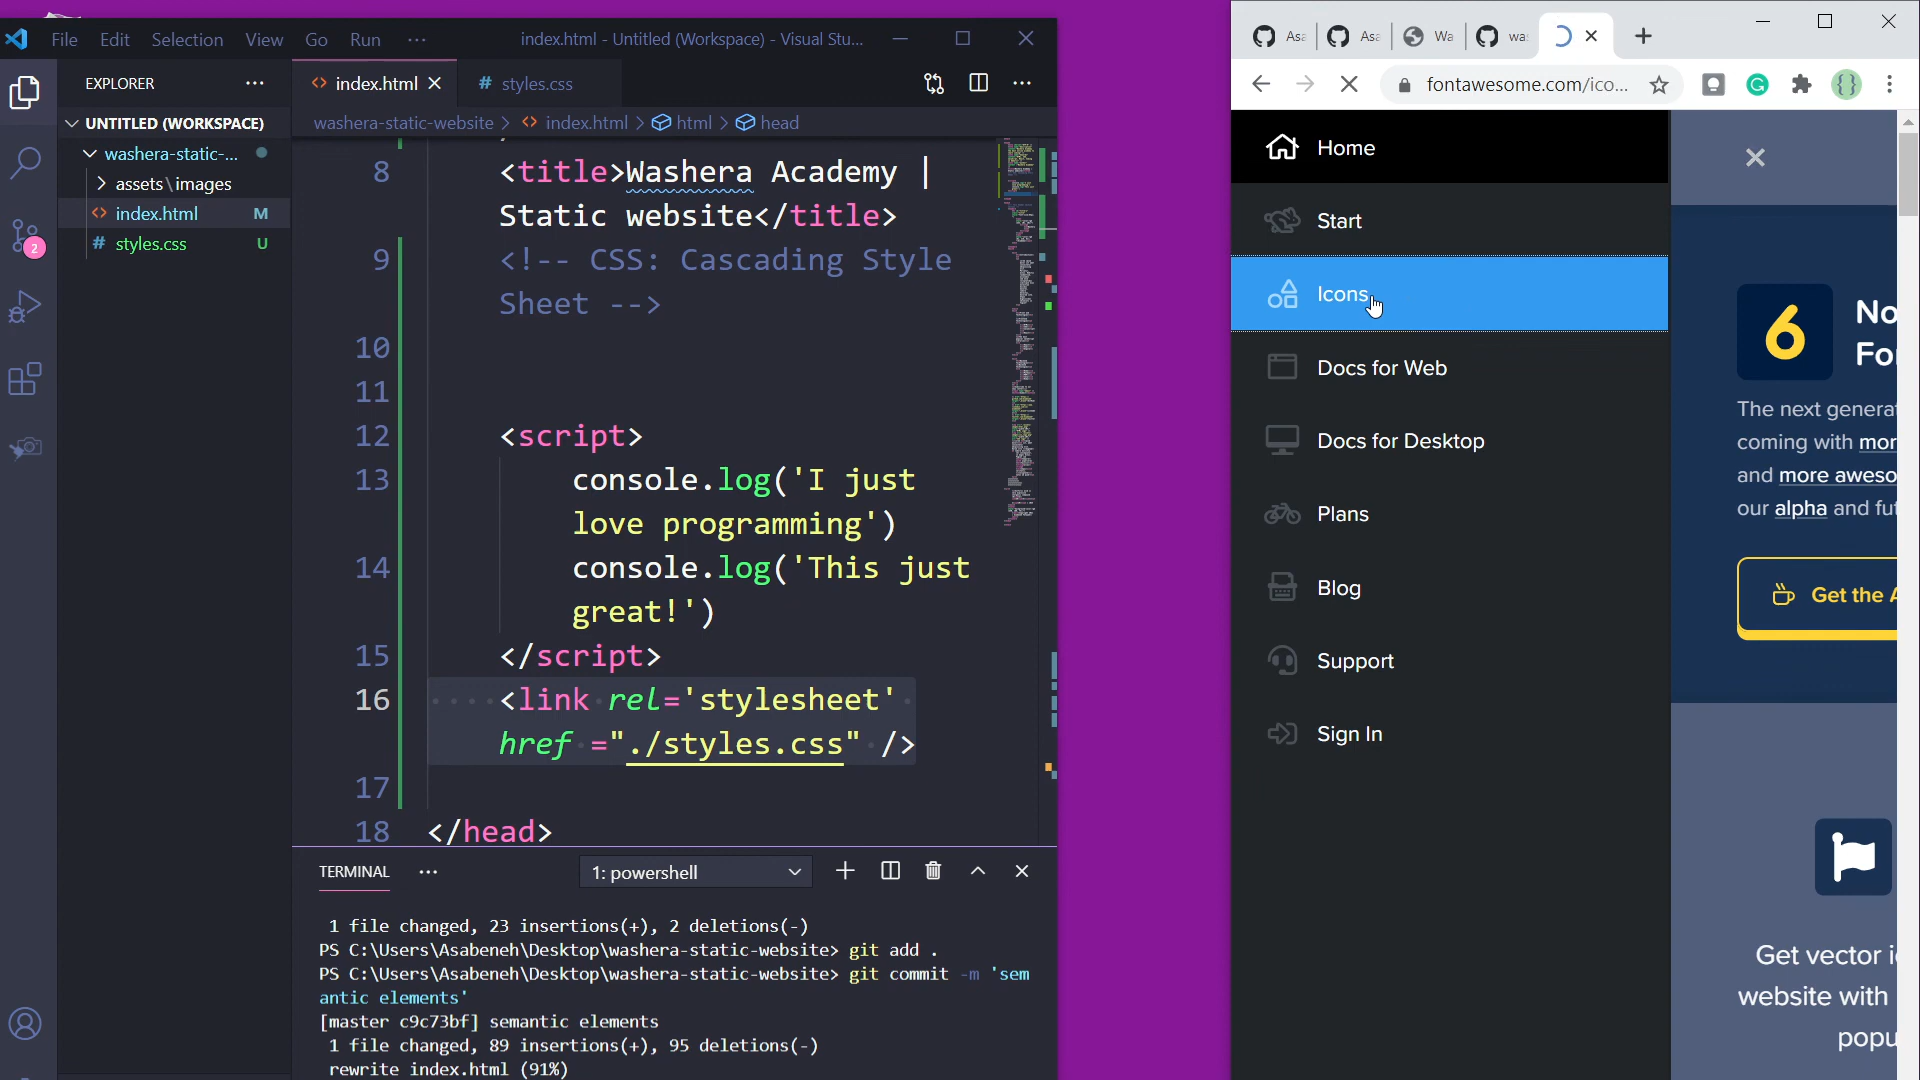 File Edit Selection View Go Run ···
index.html - Untitled (Workspace) - Visual Stu...
EXPLORER
UNTITLED (WORKSPACE)
washera-static-...
assets\images
index.html M
styles.css U
2
index.html
# styles.css
washera-static-website > index.html > html > head
8 <title>Washera Academy |
Static website</title>
9 <!-- CSS: Cascading Style
Sheet -->
10
11
12 <script>
13 console.log('I just
love programming')
14 console.log('This just
great!')
15 </script>
16 <link rel='stylesheet'
href ="./styles.css" />
17
18 </head>
TERMINAL
1: powershell
1 file changed, 23 insertions(+), 2 deletions(-)
PS C:\Users\Asabeneh\Desktop\washera-static-website> git add .
PS C:\Users\Asabeneh\Desktop\washera-static-website> git commit -m 'sem
antic elements'
[master c9c73bf] semantic elements
1 file changed, 89 insertions(+), 95 deletions(-)
rewrite index.html (91%)
Asa
Asa
Wa
wa
fontawesome.com/ico...
Home
Start
Icons
Docs for Web
Docs for Desktop
Plans
Blog
Support
Sign In
6
No
Fo
The next genera
coming with mor
and more aweso
our alpha and fu
Get the A
Get vector i
website with
popu